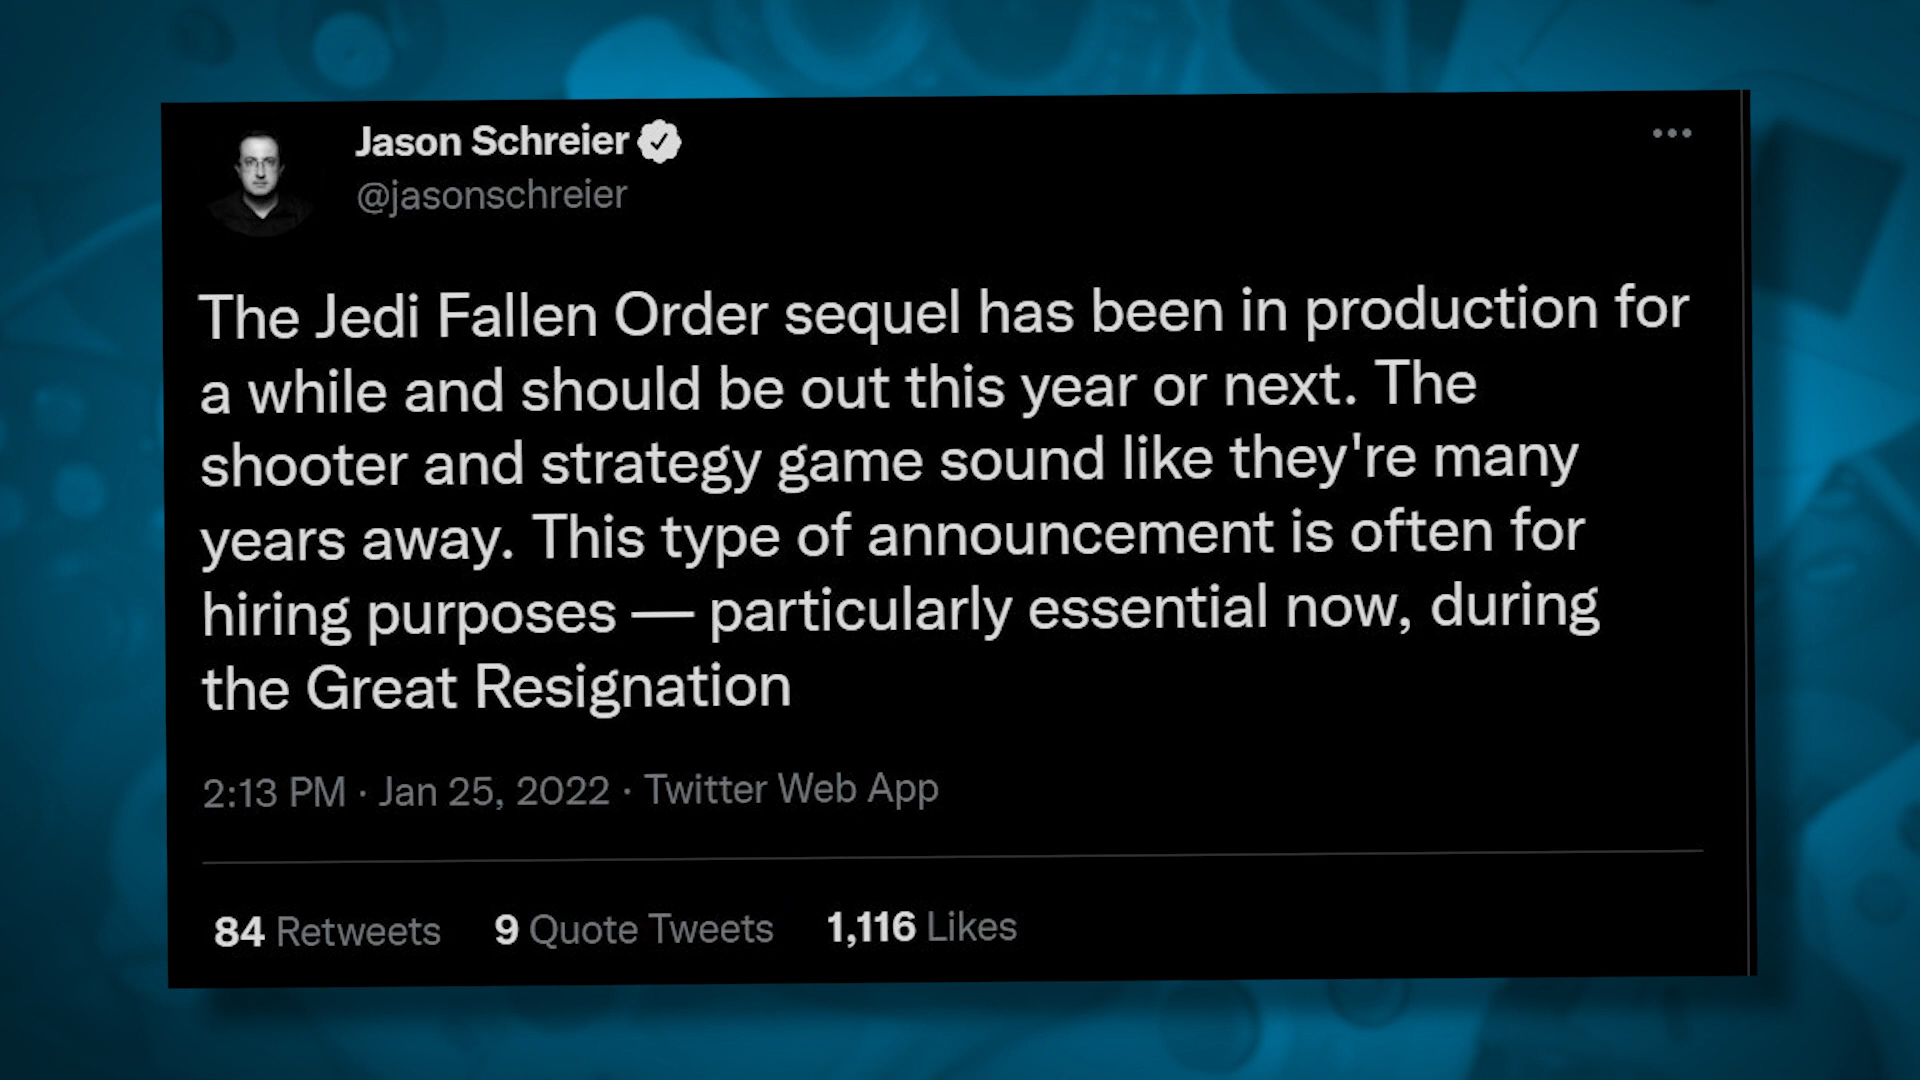 Jason Schreier
@jasonschreier
The Jedi Fallen Order sequel has been in production for
a while and should be out this year or next. The
shooter and strategy game sound like they're many
years away. This type of announcement is often for
hiring purposes — particularly essential now, during
the Great Resignation
2:13 PM · Jan 25, 2022 · Twitter Web App
84 Retweets 9 Quote Tweets 1,116 Likes